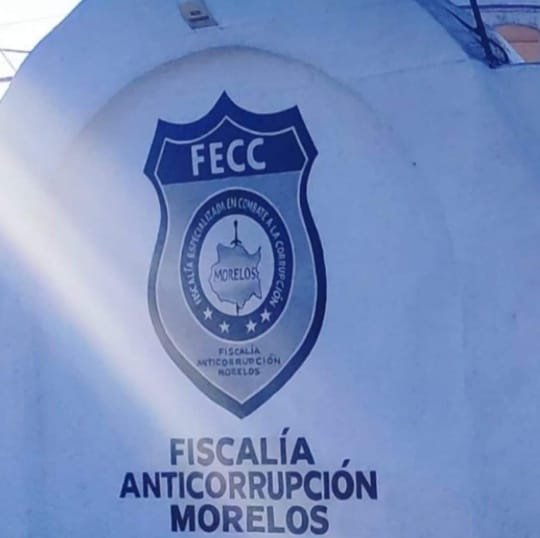 FECC
FISCALÍA ESPECIALIZADA EN COMBATE A LA CORRUPCIÓN
MORELOS
FISCALÍA
ANTICORRUPCIÓN
MORELOS
FISCALÍA
ANTICORRUPCIÓN
MORELOS